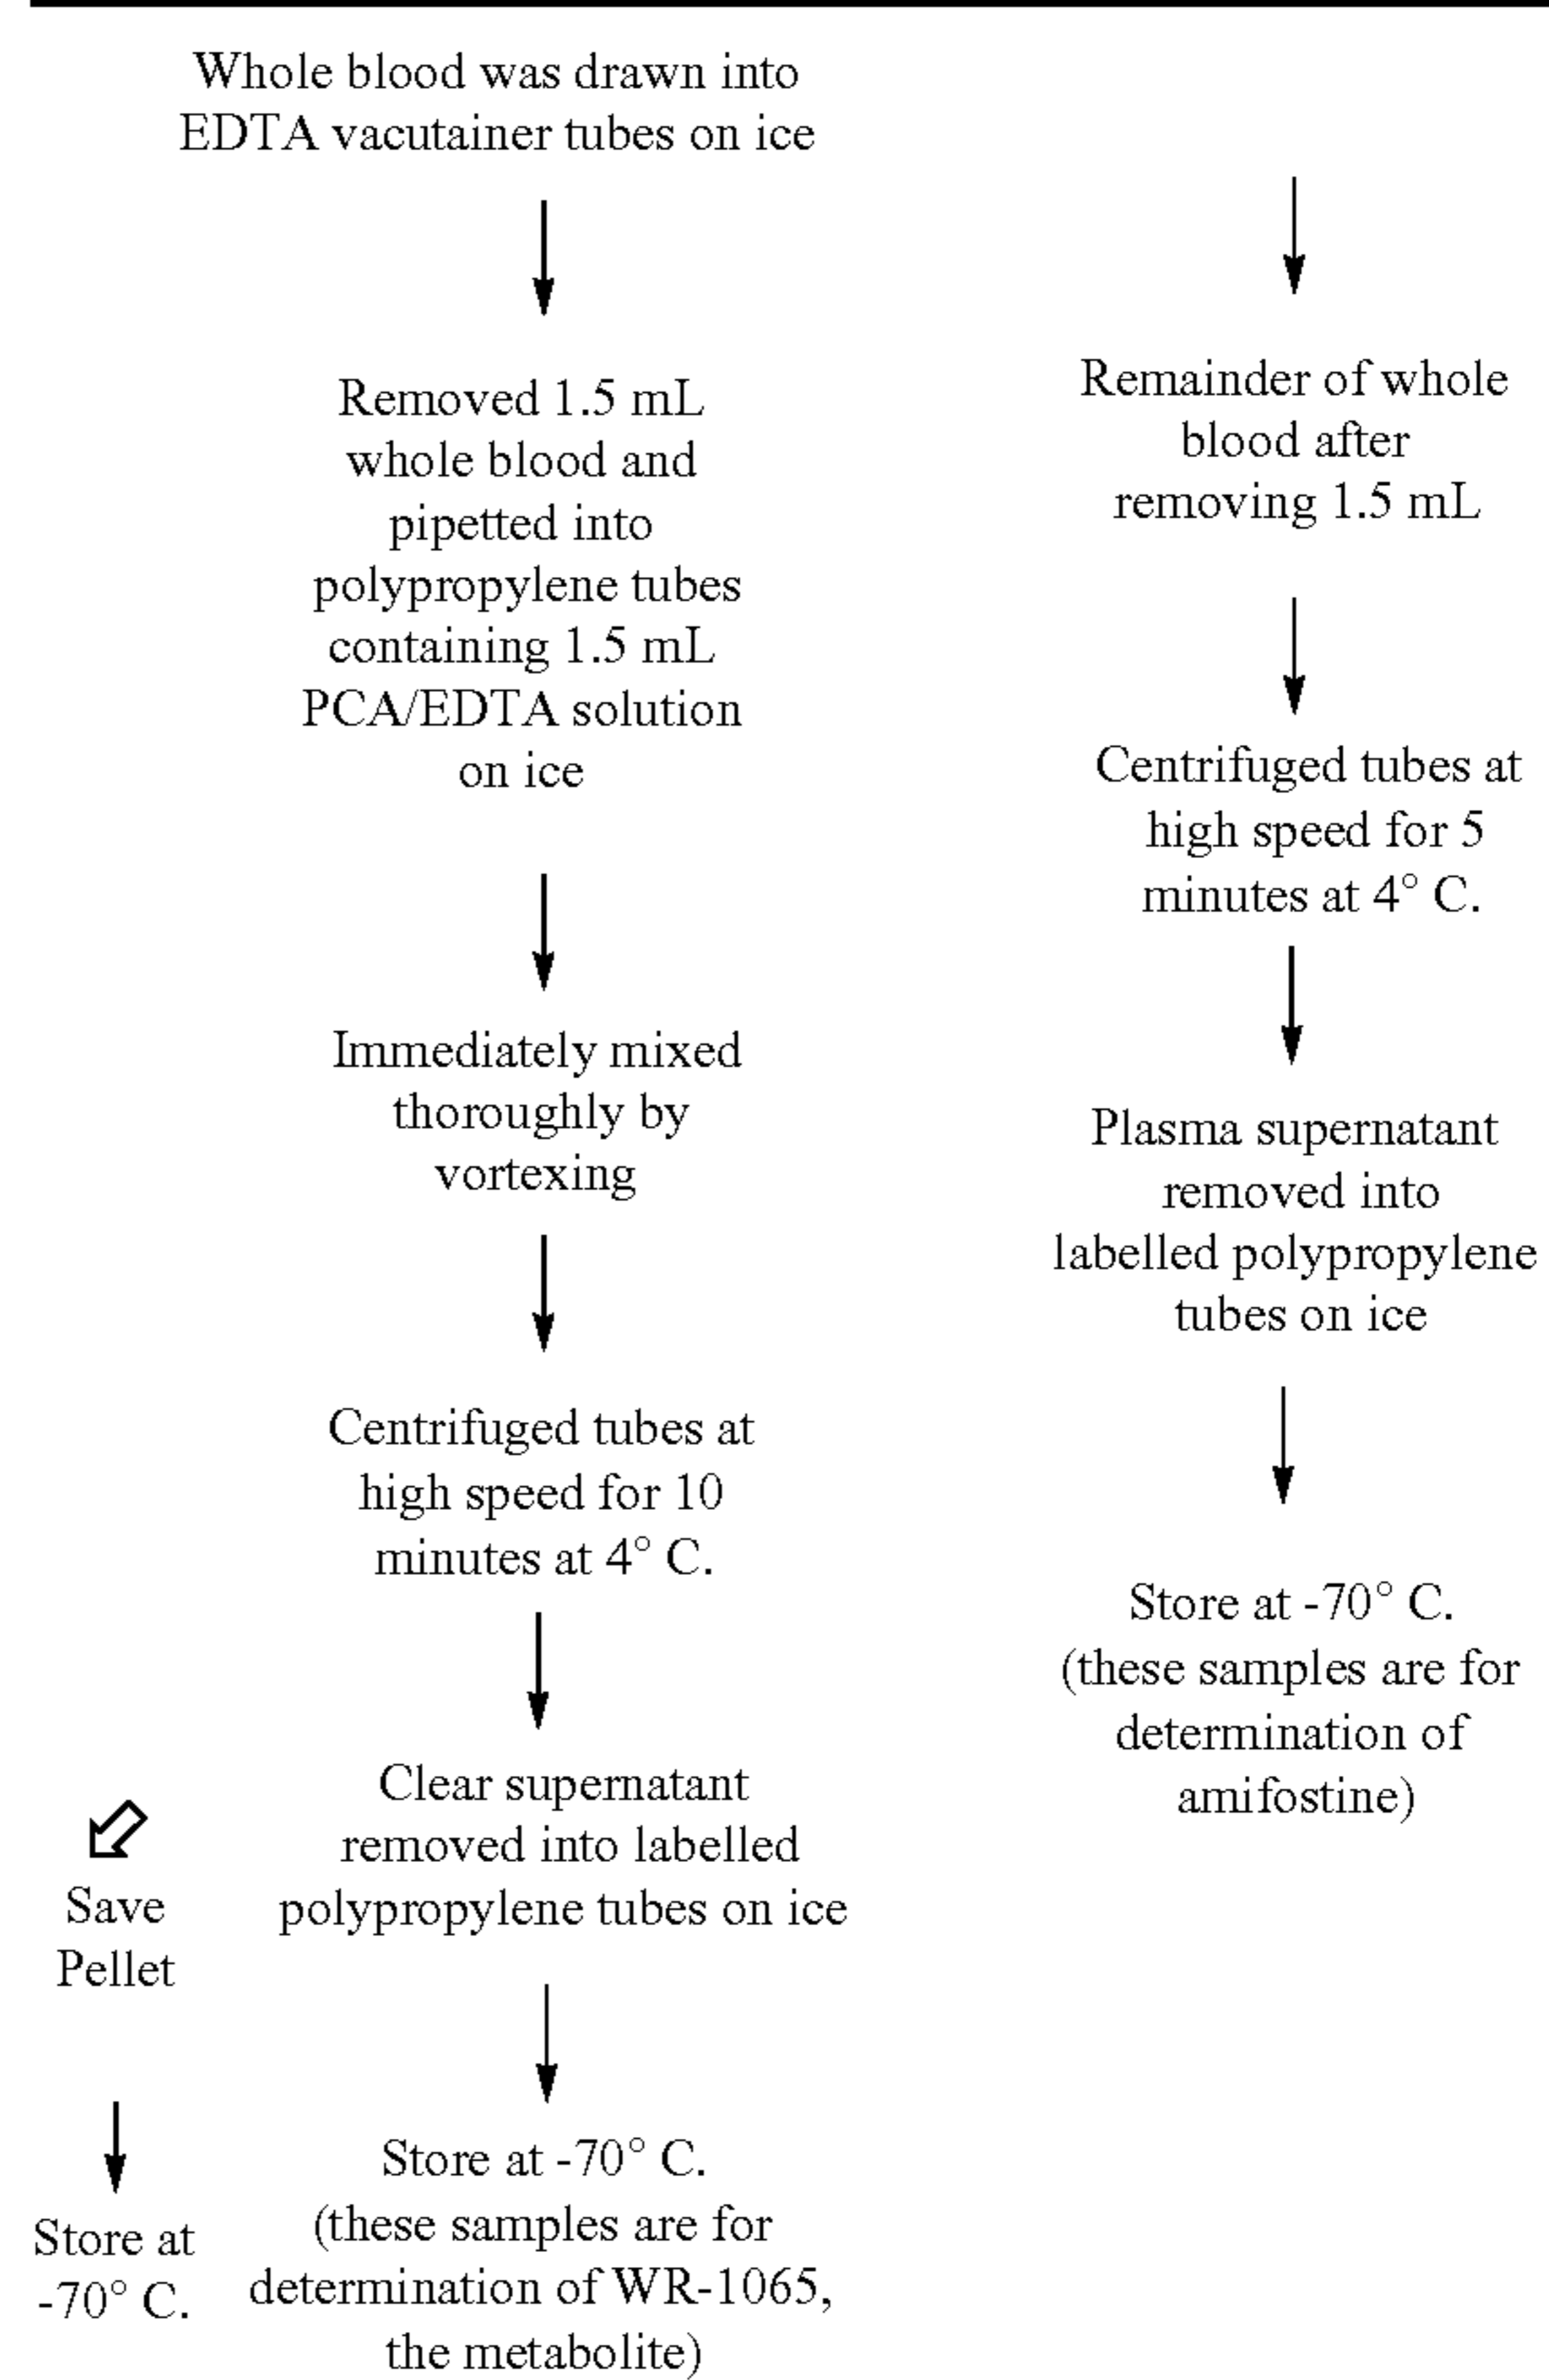 Whole blood was drawn into
EDTA vacutainer tubes on ice
Removed 1.5 mL
whole blood and
pipetted into
polypropylene tubes
containing 1.5 mL
PCA/EDTA solution
on ice
Immediately mixed
thoroughly by
vortexing
Centrifuged tubes at
high speed for 10
minutes at 4° C.
Clear supernatant
removed into labelled
polypropylene tubes on ice
Save
Pellet
Store at
-70° C.
Store at -70° C.
(these samples are for
determination of WR-1065,
the metabolite)
Remainder of whole
blood after
removing 1.5 mL
Centrifuged tubes at
high speed for 5
minutes at 4° C.
Plasma supernatant
removed into
labelled polypropylene
tubes on ice
Store at -70° C.
(these samples are for
determination of
amifostine)